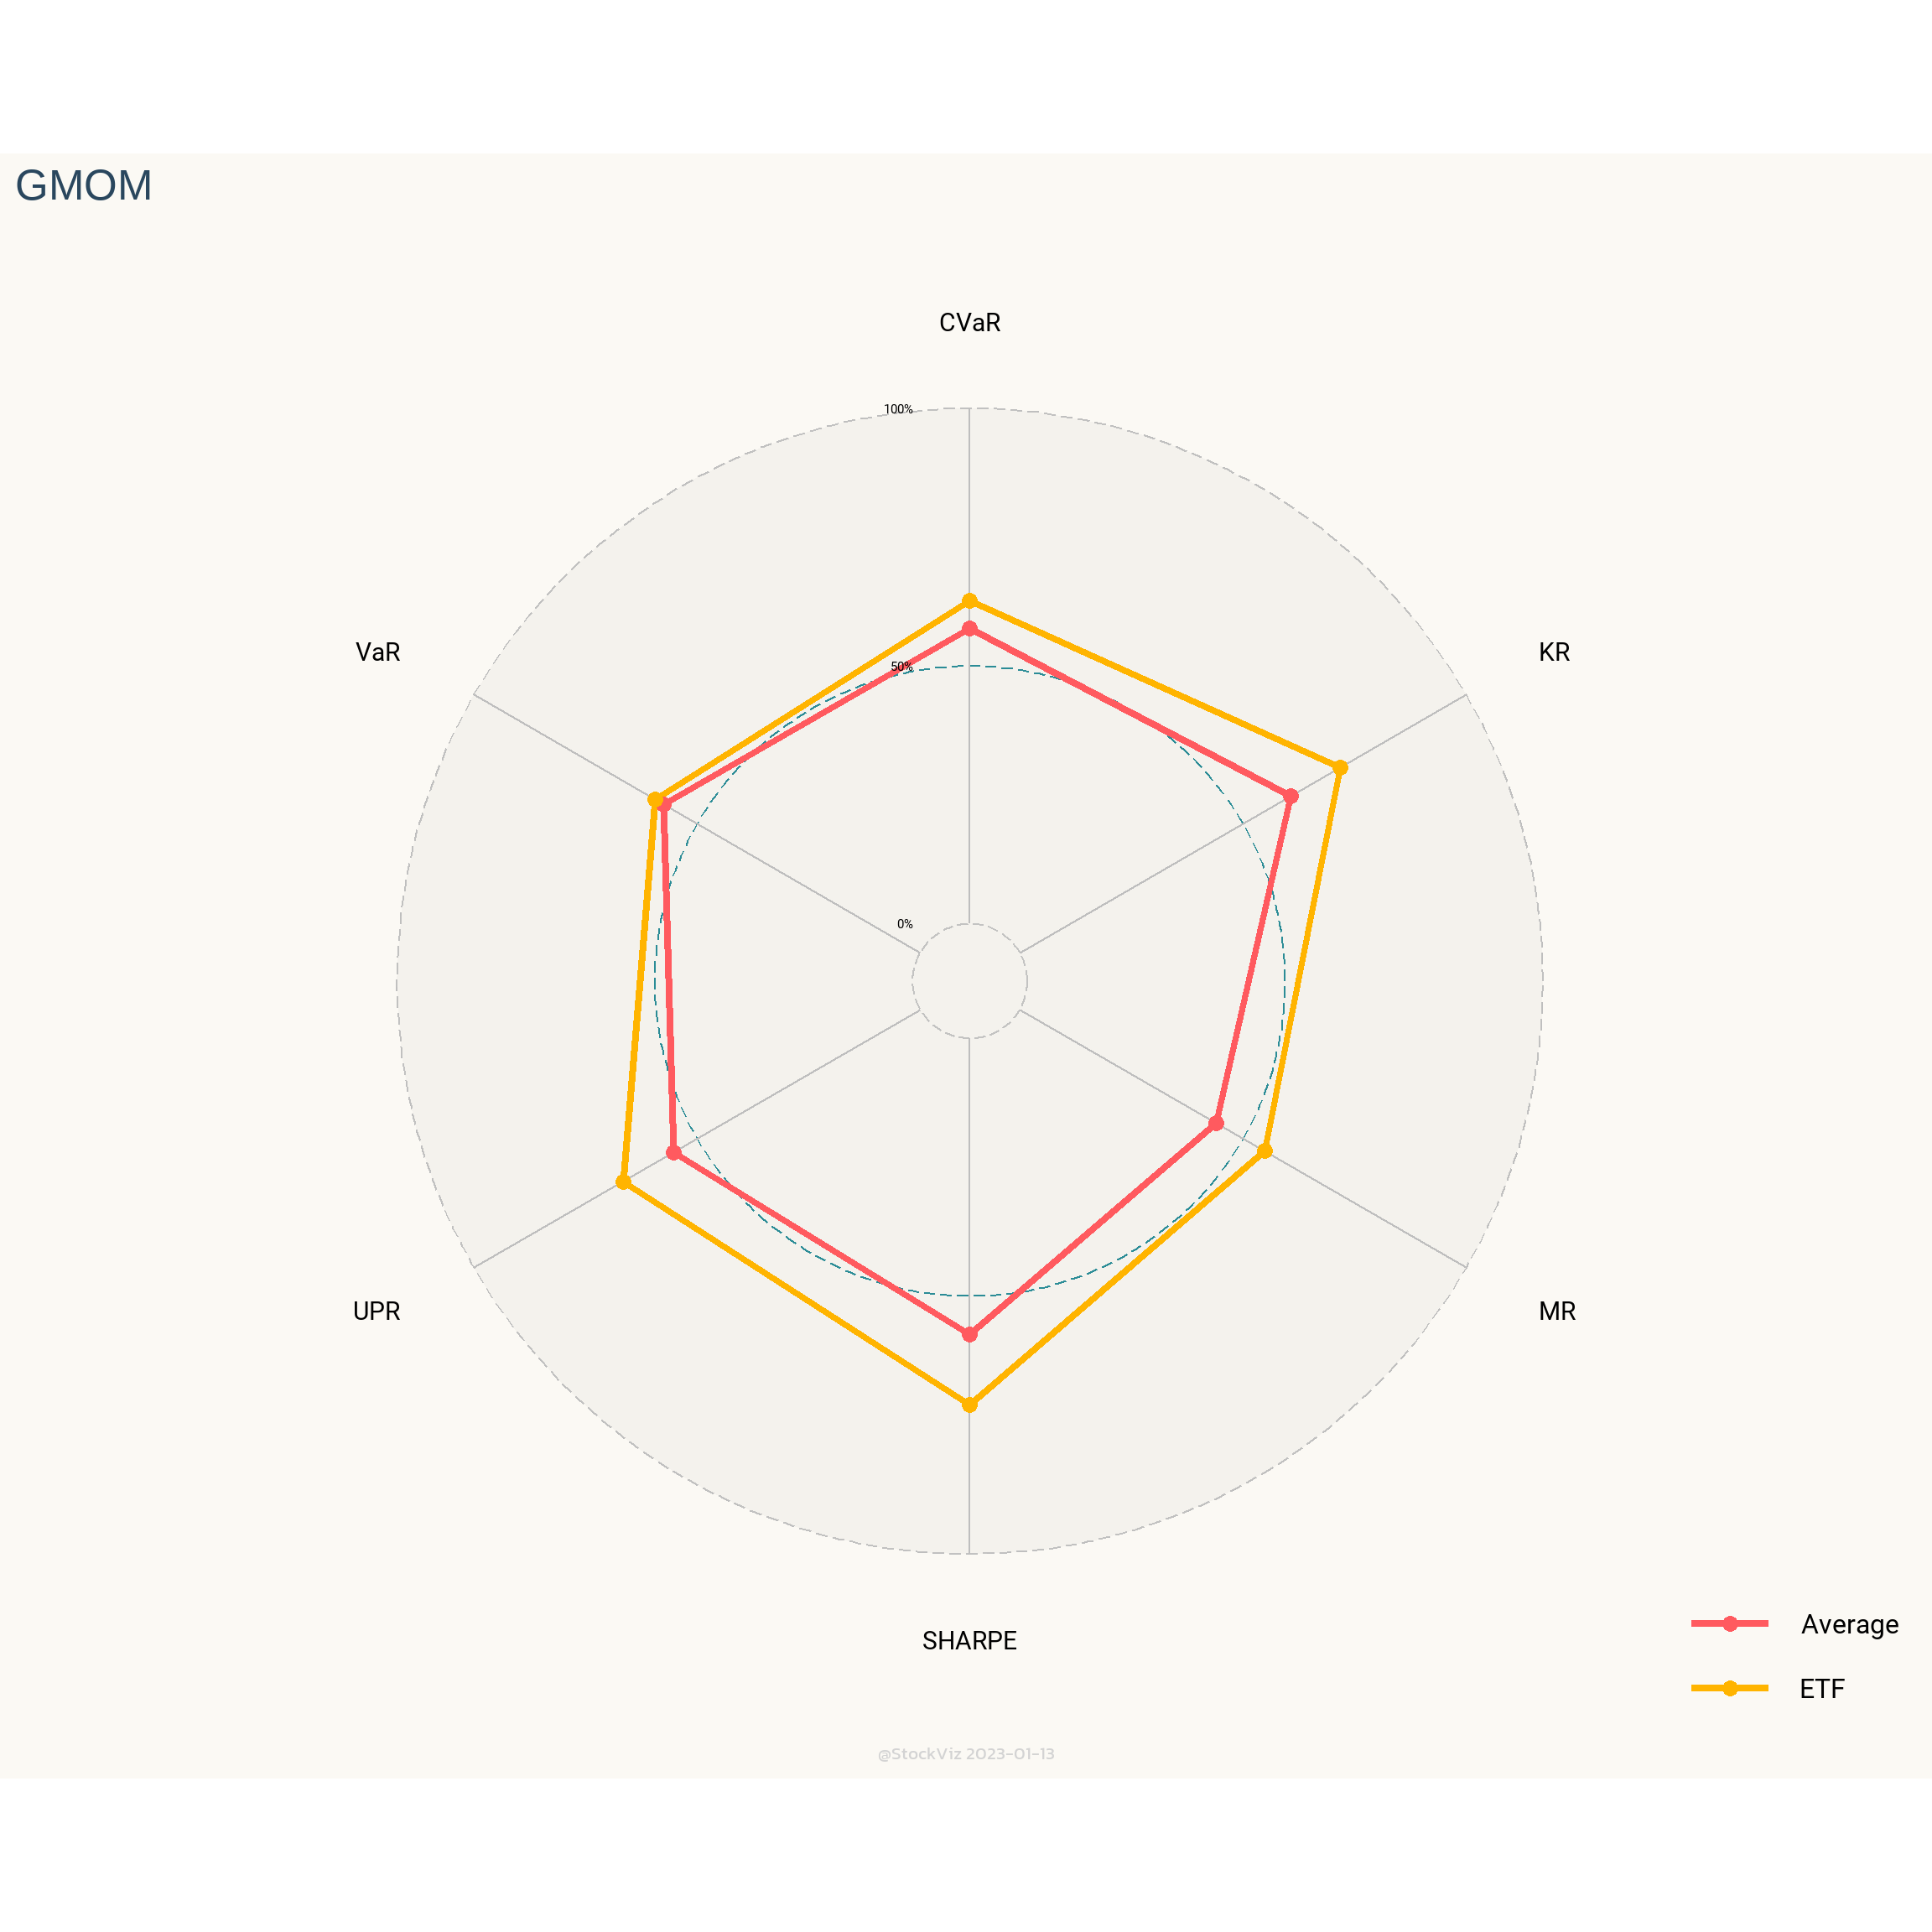 GMOM
CVaR
100%
KR
VaR
50%
0%
UPR
MR
SHARPE
Average
ETF
@StockViz 2023-01-13